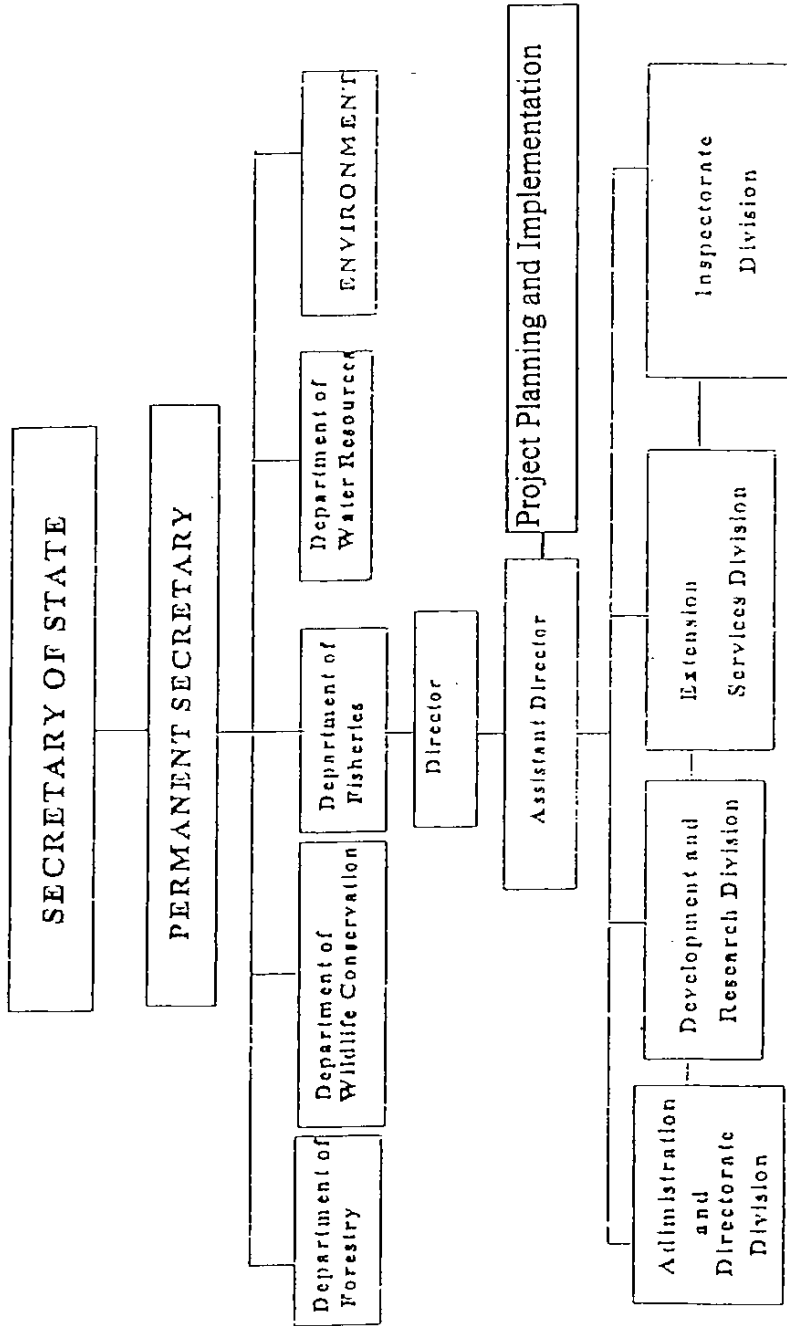 SECRETARY OF STATE
PERMANENT SECRETARY
Department of
Forestry
Department of
Wildlife Conservation
Department of
Fisheries
Department of
Water Resources
ENVIRONMENT
Director
Assistant Director
Project Planning and Implementation
Administration
and
Directorate
Division
Development and
Research Division
Extension
Services Division
Inspectorate
Division